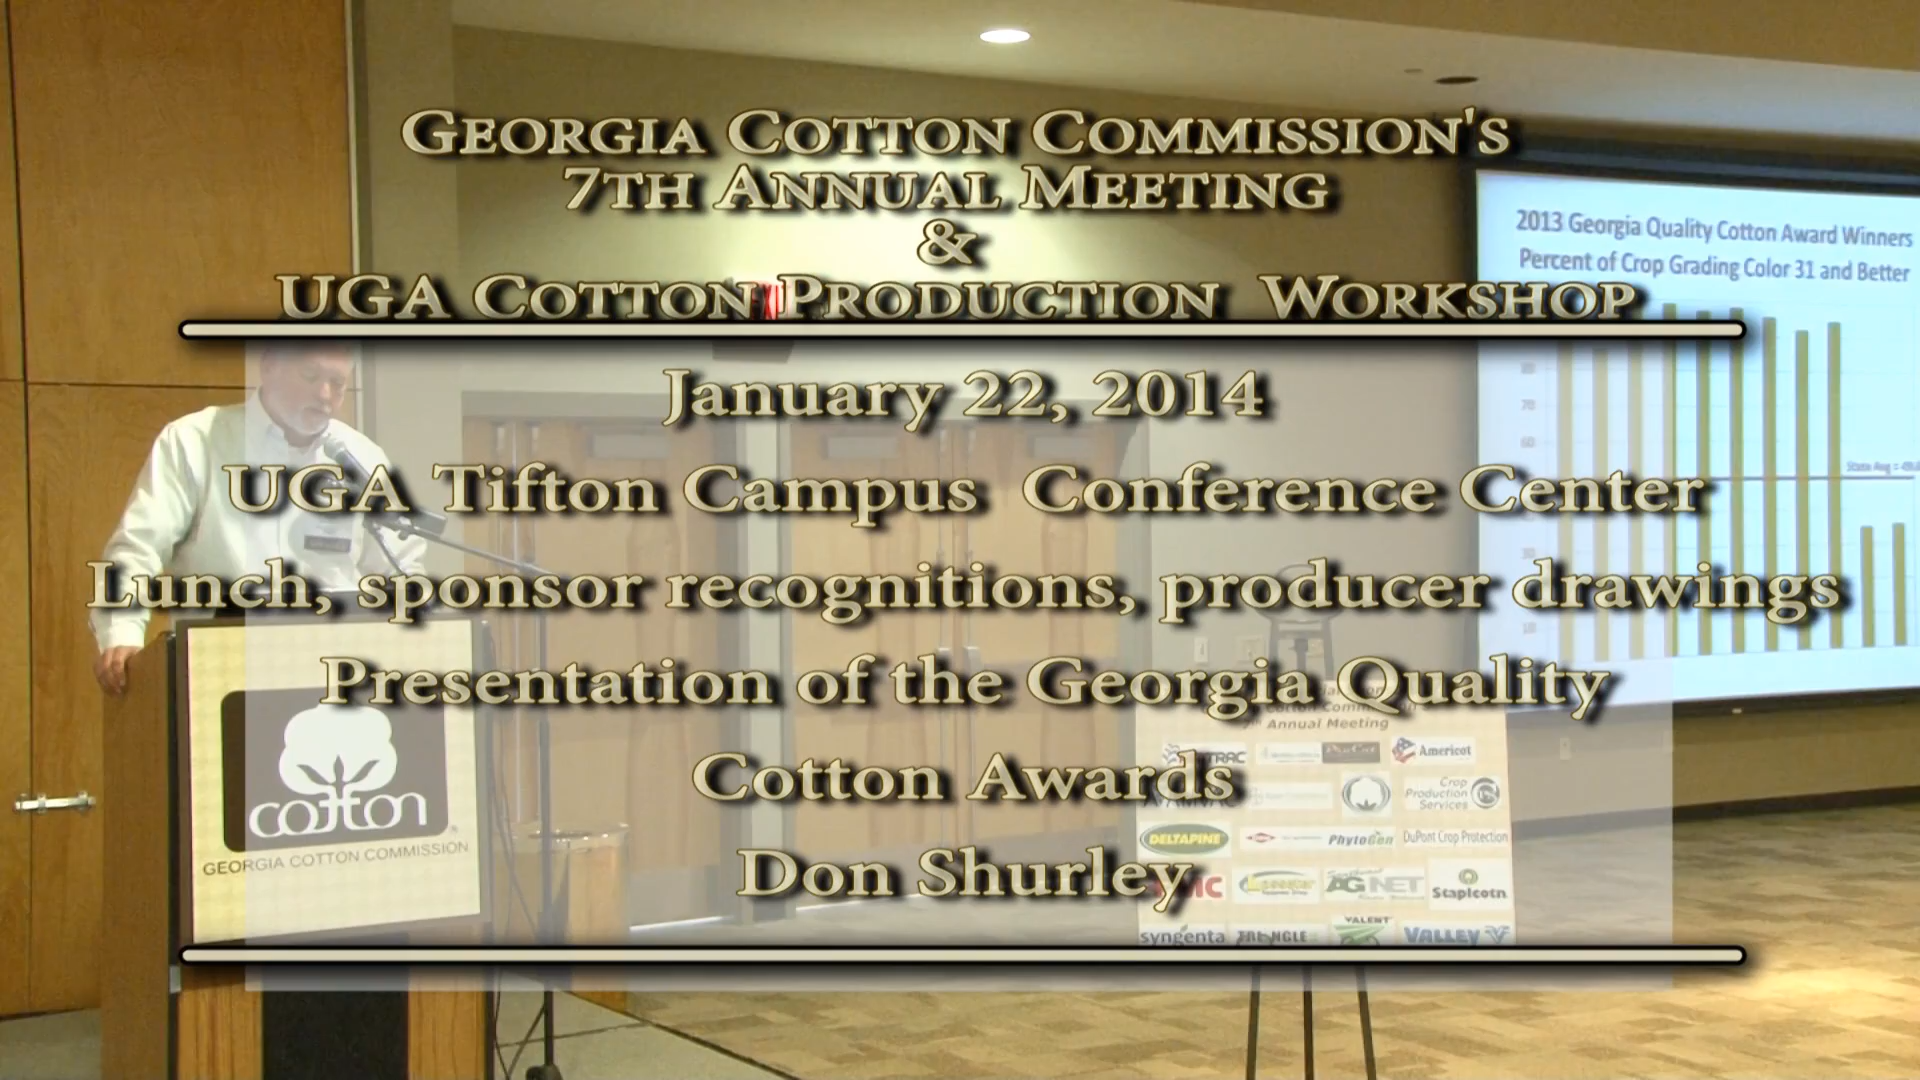 GEORGIA COTTON COMMISSION'S
7TH ANNUAL MEETING
&
UGA COTTON PRODUCTION WORKSHOP
January 22, 2014
UGA Tifton Campus Conference Center
Lunch, sponsor recognitions, producer drawings
Presentation of the Georgia Quality
Cotton Awards
Don Shurley
2013 Georgia Quality Cotton Award Winners
Percent of Crop Grading Color 31 and Better
State Avg =
cotton
GEORGIA COTTON COMMISSION
Annual Meeting
Americot
Crop
Production
Services
DELTAPINE
PhytoGen
DuPont Crop Protection
AGNET
Staplcotn
syngenta
VALENT
VALLEY